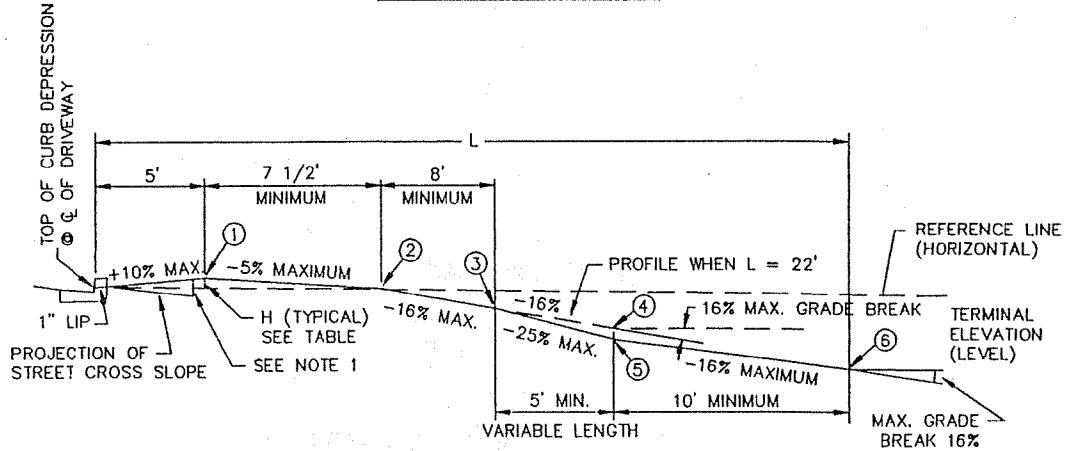 TOP OF CURB DEPRESSION
@ ℄ OF DRIVEWAY
L
5'
7 1/2'
MINIMUM
8'
MINIMUM
1
2
3
4
5
6
+10% MAX.
-5% MAXIMUM
-16% MAX.
-16%
-25% MAX.
-16% MAXIMUM
PROFILE WHEN L = 22'
REFERENCE LINE
(HORIZONTAL)
16% MAX. GRADE BREAK
TERMINAL
ELEVATION
(LEVEL)
1" LIP
H (TYPICAL)
SEE TABLE
PROJECTION OF
STREET CROSS SLOPE
SEE NOTE 1
5' MIN.
VARIABLE LENGTH
10' MINIMUM
MAX. GRADE
BREAK 16%